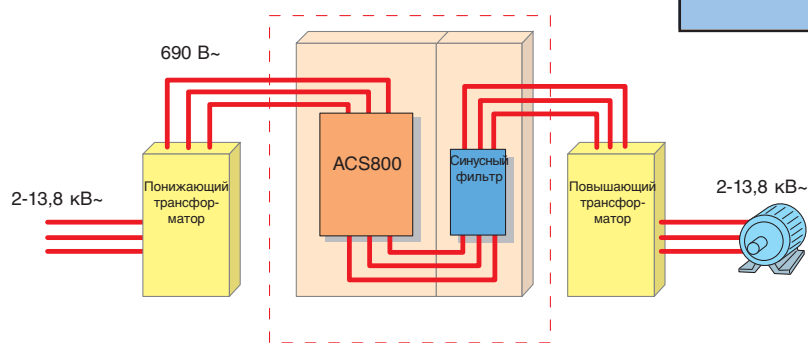 690 В~
ACS800
Синусный
фильтр
Понижающий
трансфор-
матор
Повышающий
трансфор-
матор
2-13,8 кВ~
2-13,8 кВ~